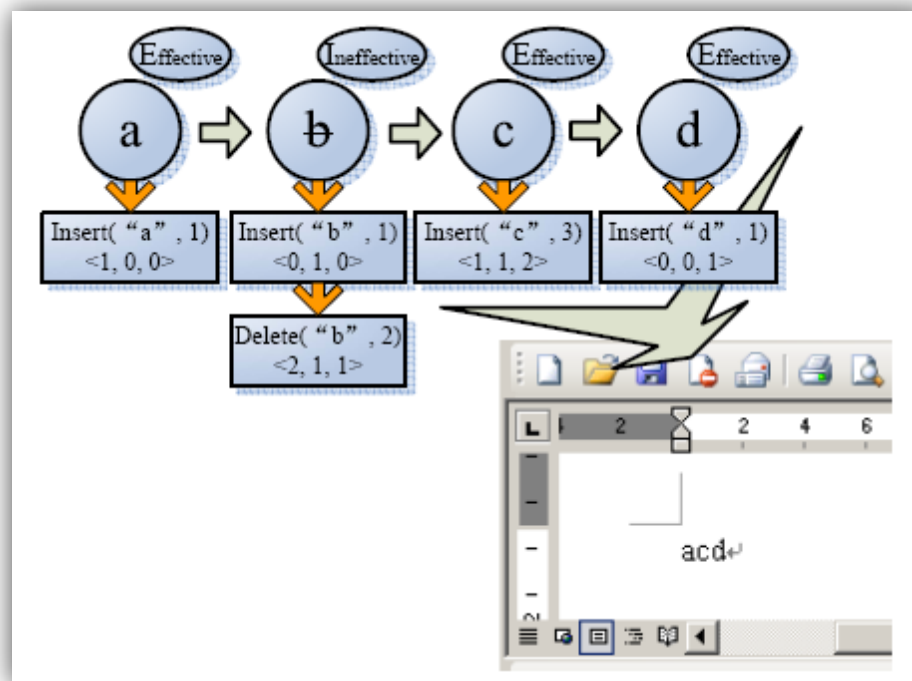 Effective
Ineffective
Effective
Effective
a
b
c
d
Insert( “a” , 1)
<1, 0, 0>
Insert( “b” , 1)
<0, 1, 0>
Insert( “c” , 3)
<1, 1, 2>
Insert( “d” , 1)
<0, 0, 1>
Delete( “b” , 2)
<2, 1, 1>
L
2
2
4
6
acd↵